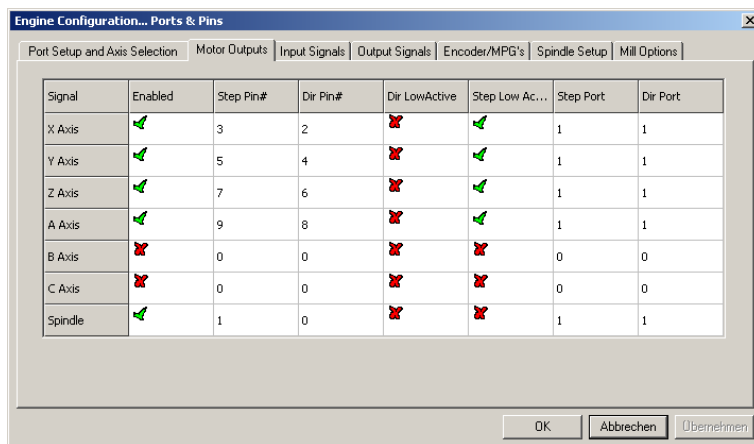 Engine Configuration... Ports & Pins
Port Setup and Axis Selection Motor Outputs Input Signals Output Signals Encoder/MPG's Spindle Setup Mill Options
Signal Enabled Step Pin# Dir Pin# Dir LowActive Step Low Ac... Step Port Dir Port
X Axis 3 2 1 1
Y Axis 5 4 1 1
Z Axis 7 6 1 1
A Axis 9 8 1 1
B Axis 0 0 0 0
C Axis 0 0 0 0
Spindle 1 0 1 1
OK Abbrechen Übernehmen